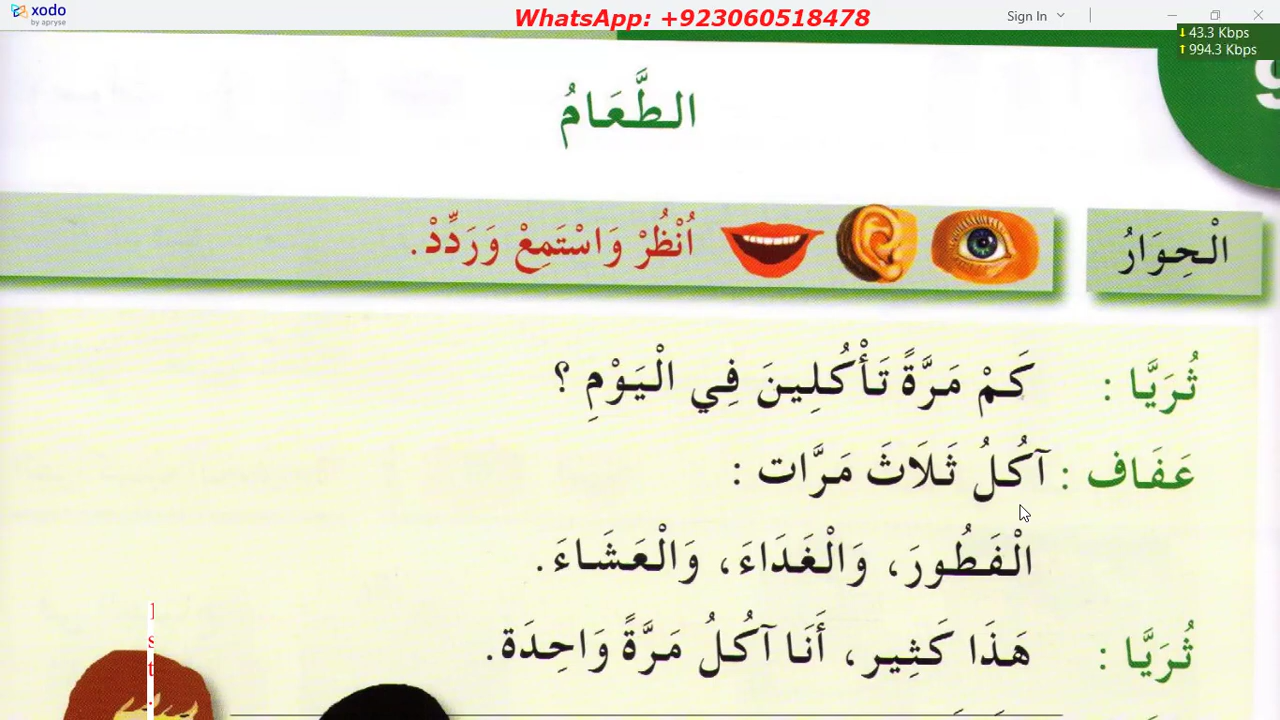 xodo
by apryse
WhatsApp: +923060518478
Sign In
43.3 Kbps
994.3 Kbps
9
الطَّعَامُ
الْحِوَارُ
اُنْظُرْ وَاسْتَمِعْ وَرَدِّدْ.
ثُرَيَّا : كَمْ مَرَّةً تَأْكُلِينَ فِي الْيَوْمِ ؟
عَفَاف : آكُلُ ثَلَاثَ مَرَّات :
الْفَطُورَ، وَالْغَدَاءَ، وَالْعَشَاءَ.
ثُرَيَّا : هَذَا كَثِير، أَنَا آكُلُ مَرَّةً وَاحِدَة.